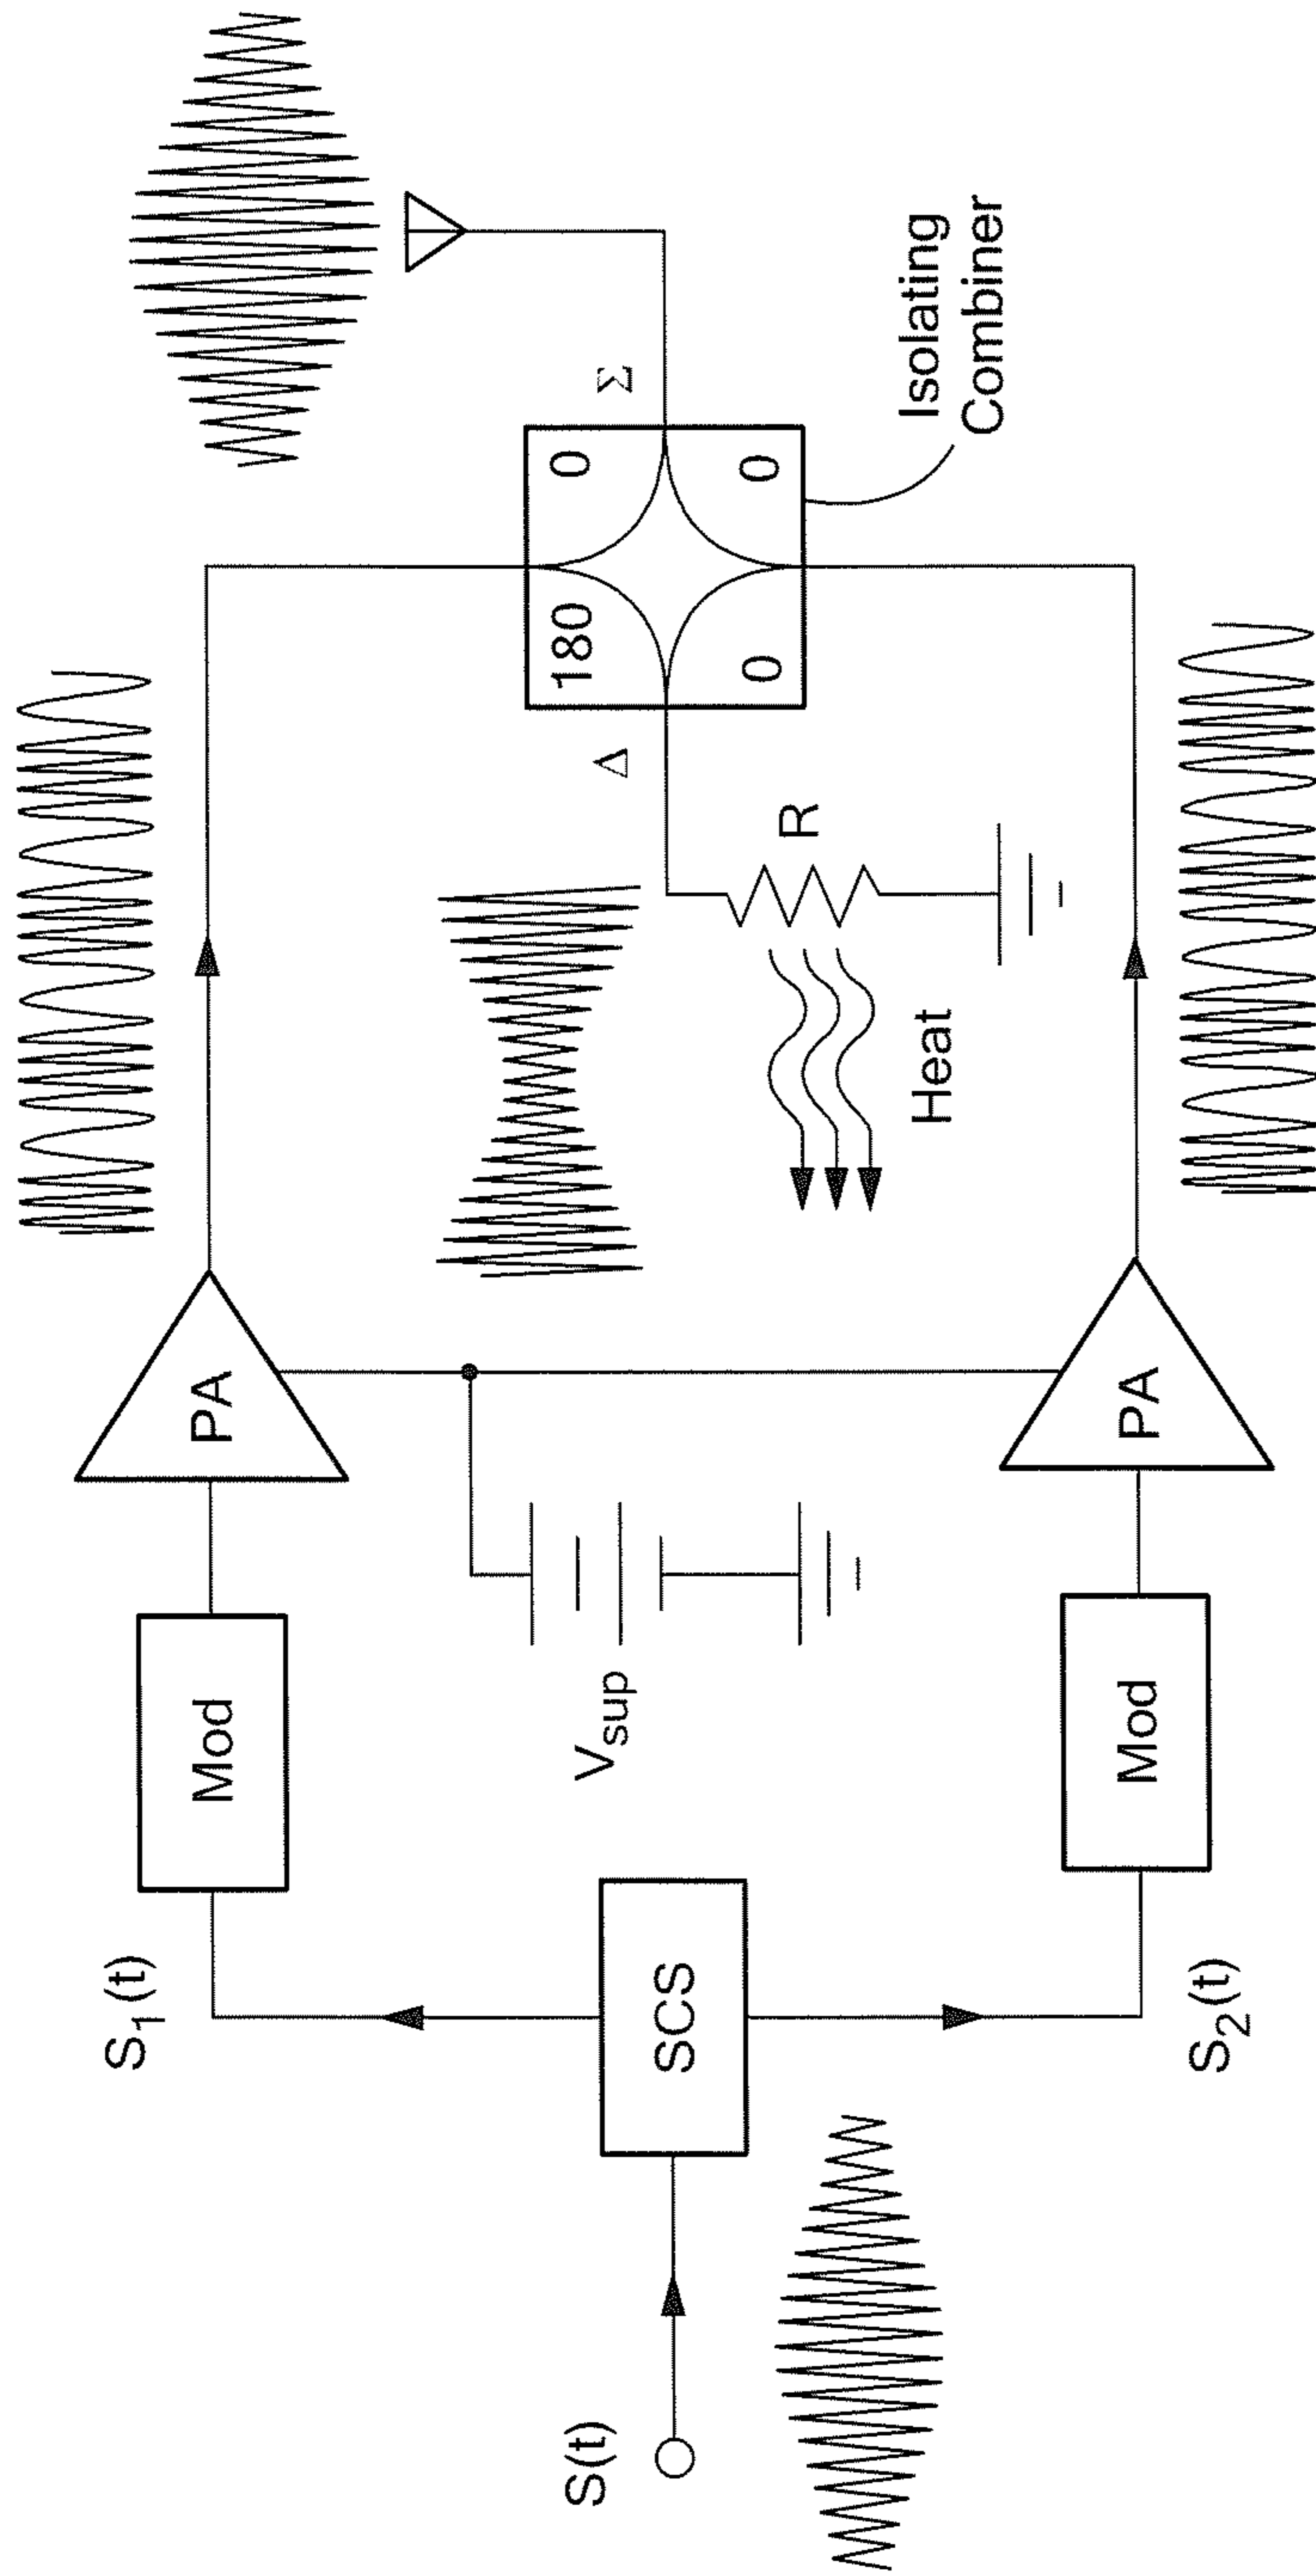 S(t)
SCS
S₁(t)
S₂(t)
Mod
Mod
Vsup
PA
PA
Heat
R
Δ
180
0
0
0
Σ
Isolating
Combiner